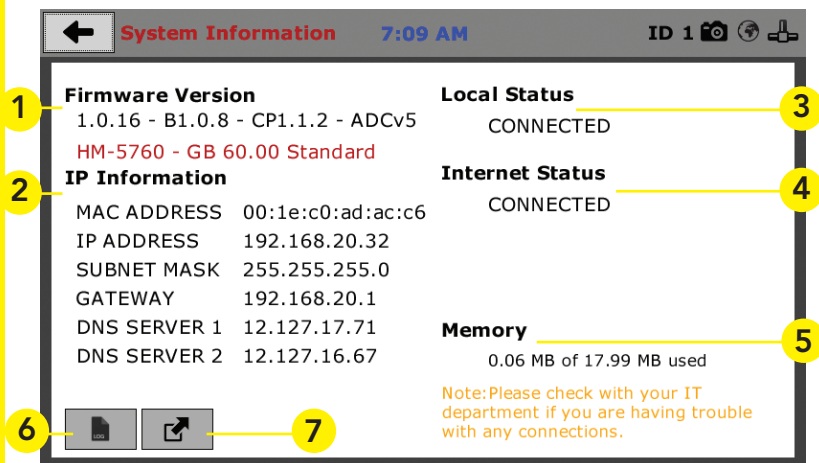 System Information 7:09 AM ID 1
1
Firmware Version
1.0.16 - B1.0.8 - CP1.1.2 - ADCv5
HM-5760 - GB 60.00 Standard
2
IP Information
MAC ADDRESS 00:1e:c0:ad:ac:c6
IP ADDRESS 192.168.20.32
SUBNET MASK 255.255.255.0
GATEWAY 192.168.20.1
DNS SERVER 1 12.127.17.71
DNS SERVER 2 12.127.16.67
6
LOG
7
Local Status
3
CONNECTED
Internet Status
4
CONNECTED
Memory
5
0.06 MB of 17.99 MB used
Note:Please check with your IT
department if you are having trouble
with any connections.